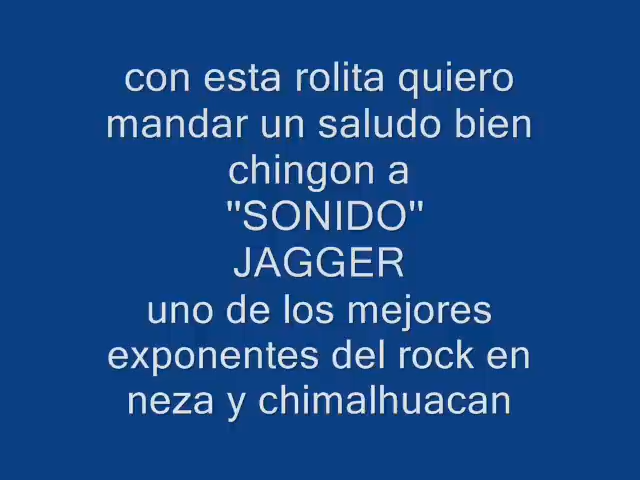 con esta rolita quiero
mandar un saludo bien
chingon a
"SONIDO"
JAGGER
uno de los mejores
exponentes del rock en
neza y chimalhuacan